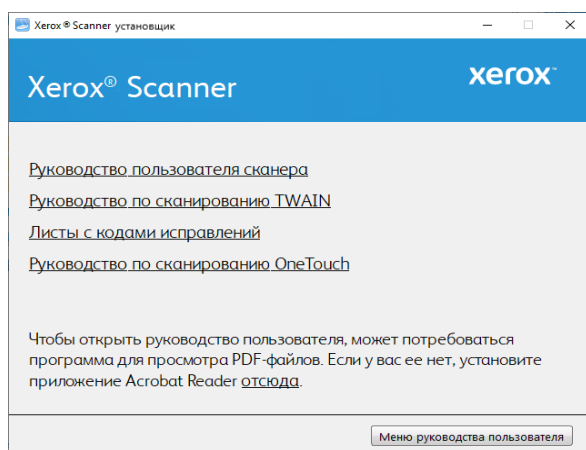 Xerox ® Scanner установщик
Xerox® Scanner
xerox™
Руководство пользователя сканера
Руководство по сканированию TWAIN
Листы с кодами исправлений
Руководство по сканированию OneTouch
Чтобы открыть руководство пользователя, может потребоваться
программа для просмотра PDF-файлов. Если у вас ее нет, установите
приложение Acrobat Reader отсюда.
Меню руководства пользователя